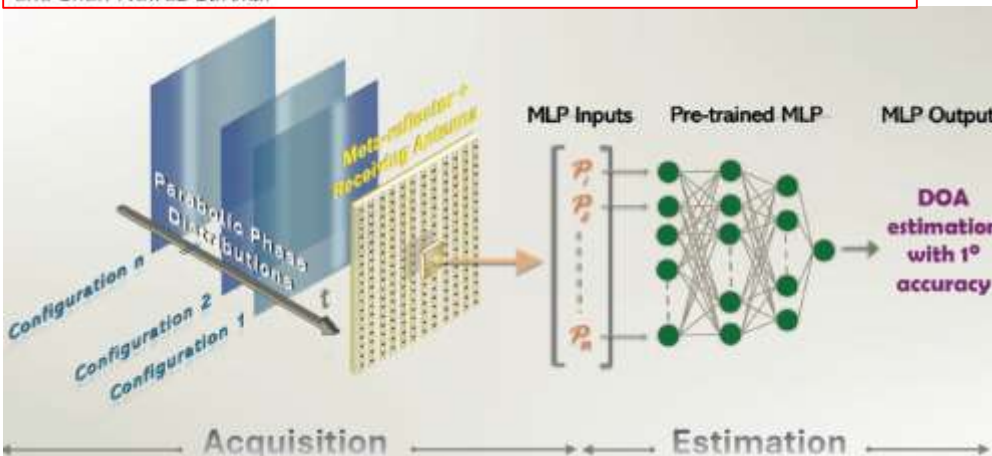 Parabolic Phase
Distributions
t
Configuration n
Configuration 2
Configuration 1
Meta-reflector +
Receiving Antenna
MLP Inputs
Pre-trained MLP
MLP Output
DOA
estimation
with 1°
accuracy
Acquisition
Estimation